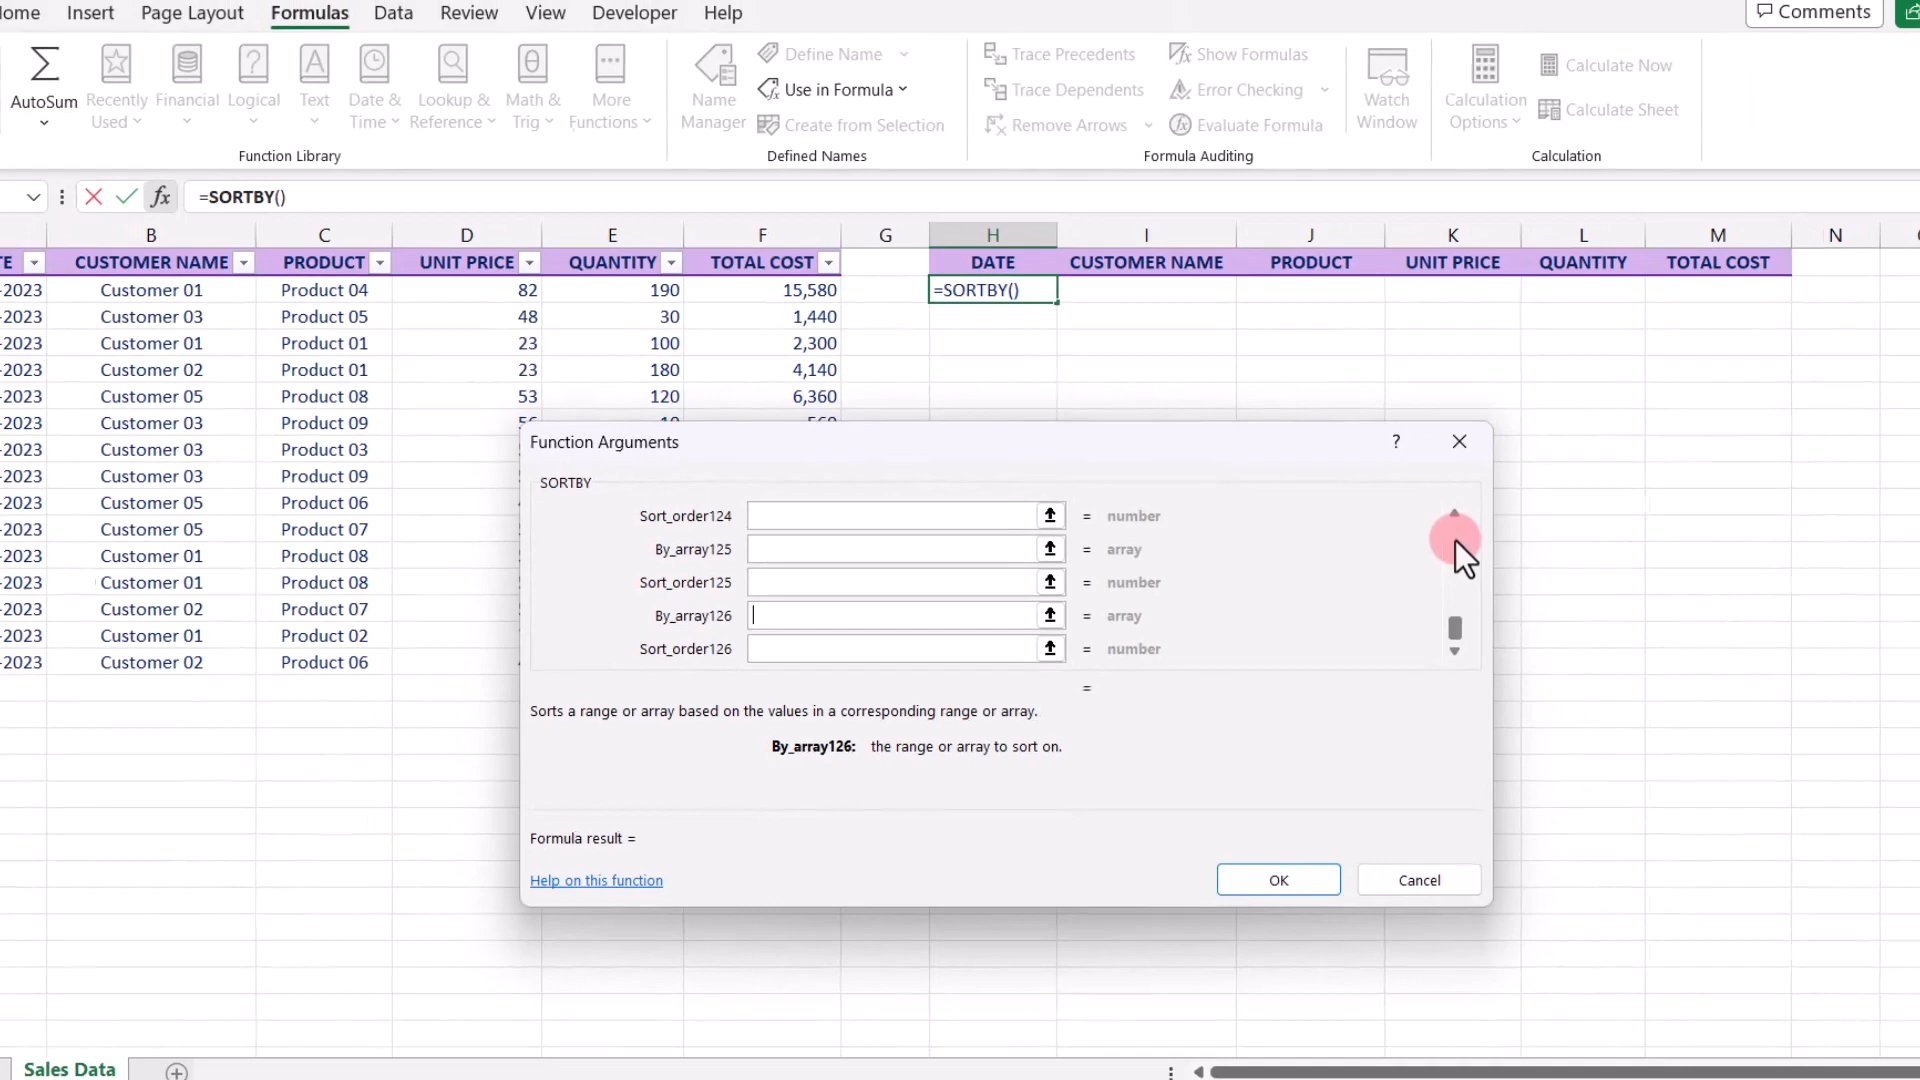 ome Insert Page Layout Formulas Data Review View Developer Help Comments
AutoSum Recently Used Financial Logical Text Date & Time Lookup & Reference Math & Trig More Functions
Function Library
Name Manager Define Name
Use in Formula
Create from Selection
Defined Names
Trace Precedents Show Formulas
Trace Dependents Error Checking
Remove Arrows Evaluate Formula
Watch Window
Formula Auditing
Calculation Options Calculate Now
Calculate Sheet
Calculation
fx =SORTBY()
B C D E F G H I J K L M N
TE CUSTOMER NAME PRODUCT UNIT PRICE QUANTITY TOTAL COST DATE CUSTOMER NAME PRODUCT UNIT PRICE QUANTITY TOTAL COST
-2023 Customer 01 Product 04 82 190 15,580 =SORTBY()
-2023 Customer 03 Product 05 48 30 1,440
-2023 Customer 01 Product 01 23 100 2,300
-2023 Customer 02 Product 01 23 180 4,140
-2023 Customer 05 Product 08 53 120 6,360
-2023 Customer 03 Product 09
-2023 Customer 03 Product 03
-2023 Customer 03 Product 09
-2023 Customer 05 Product 06
-2023 Customer 05 Product 07
-2023 Customer 01 Product 08
-2023 Customer 01 Product 08
-2023 Customer 02 Product 07
-2023 Customer 01 Product 02
-2023 Customer 02 Product 06
Function Arguments ?
SORTBY
Sort_order124 = number
By_array125 = array
Sort_order125 = number
By_array126 = array
Sort_order126 = number
=
Sorts a range or array based on the values in a corresponding range or array.
By_array126: the range or array to sort on.
Formula result =
Help on this function OK Cancel
Sales Data